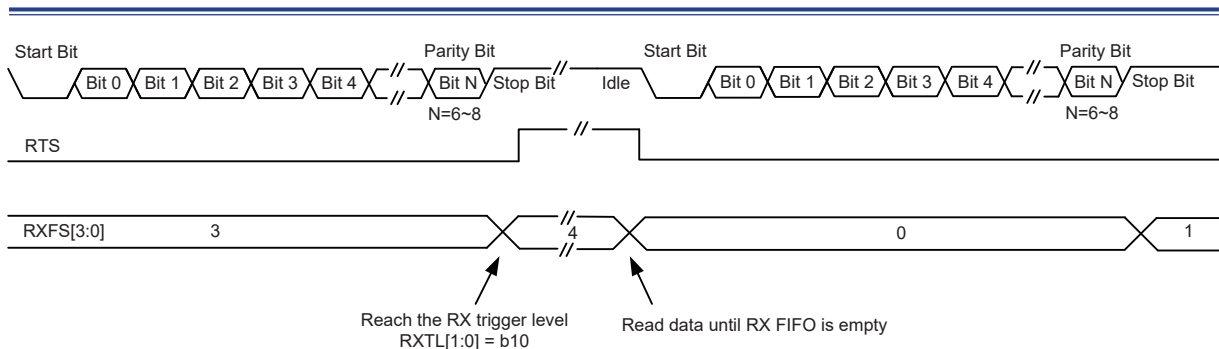 Start Bit Parity Bit Start Bit Parity Bit
Bit 0 Bit 1 Bit 2 Bit 3 Bit 4 Bit N Stop Bit Idle Bit 0 Bit 1 Bit 2 Bit 3 Bit 4 Bit N Stop Bit
N=6~8 N=6~8
RTS
RXFS[3:0] 3 4 0 1
Reach the RX trigger level
RXTL[1:0] = b10
Read data until RX FIFO is empty